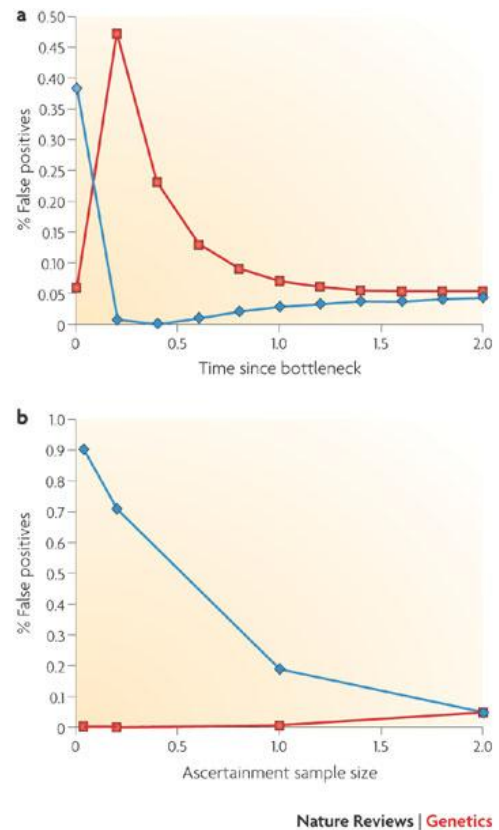 a
0.50
0.45
0.40
0.35
0.30
0.25
0.20
0.15
0.10
0.05
0
% False positives
0 0.5 1.0 1.5 2.0
Time since bottleneck
b
1.0
0.9
0.8
0.7
0.6
0.5
0.4
0.3
0.2
0.1
0
% False positives
0 0.5 1.0 1.5 2.0
Ascertainment sample size
Nature Reviews | Genetics